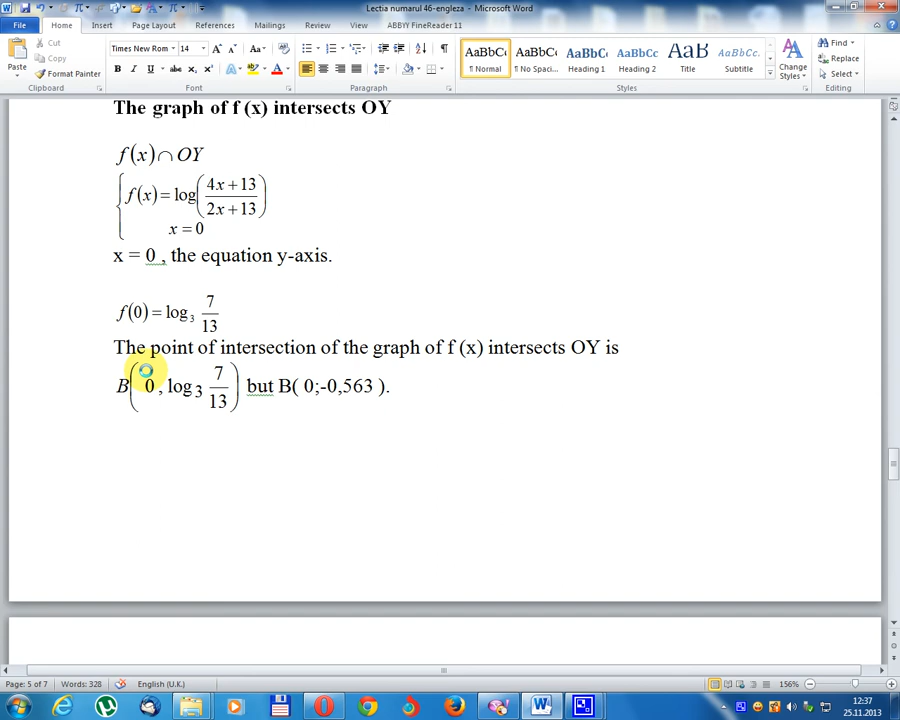 Lectia numarul 46-engleza - Microsoft Word
File Home Insert Page Layout References Mailings Review View ABBYY FineReader 11
Paste Cut Copy Format Painter
Times New Rom 14
AaBbCc AaBbCc AaBbC AaBbCc AaB AaBbCc.
¶ Normal ¶ No Spaci... Heading 1 Heading 2 Title Subtitle
Change Styles
Find Replace Select
Clipboard Font Paragraph Styles Editing
The graph of f (x) intersects OY
f(x)∩OY
f(x)=log(4x+13/2x+13)
x=0
x = 0 , the equation y-axis.
f(0)=log₃ 7/13
The point of intersection of the graph of f (x) intersects OY is
B(0, log₃ 7/13) but B( 0;-0,563 ).
Page: 5 of 7 Words: 328 English (U.K.) 156%
12:37
25.11.2013